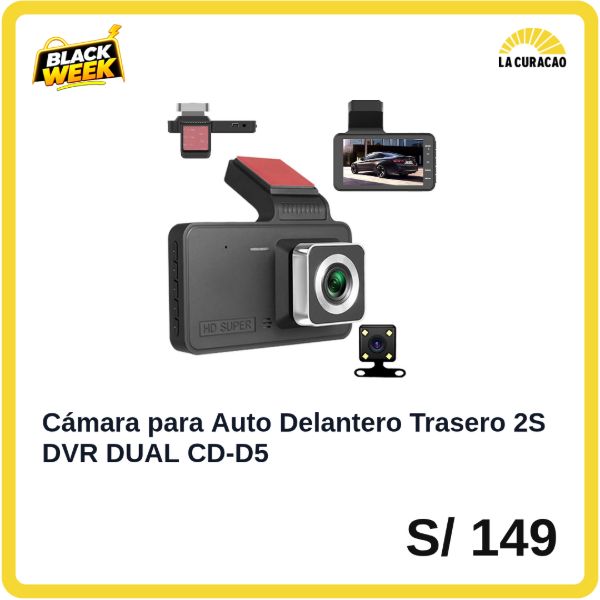 BLACK
WEEK
LA CURACAO
HD SUPER
Cámara para Auto Delantero Trasero 2S
DVR DUAL CD-D5
S/ 149